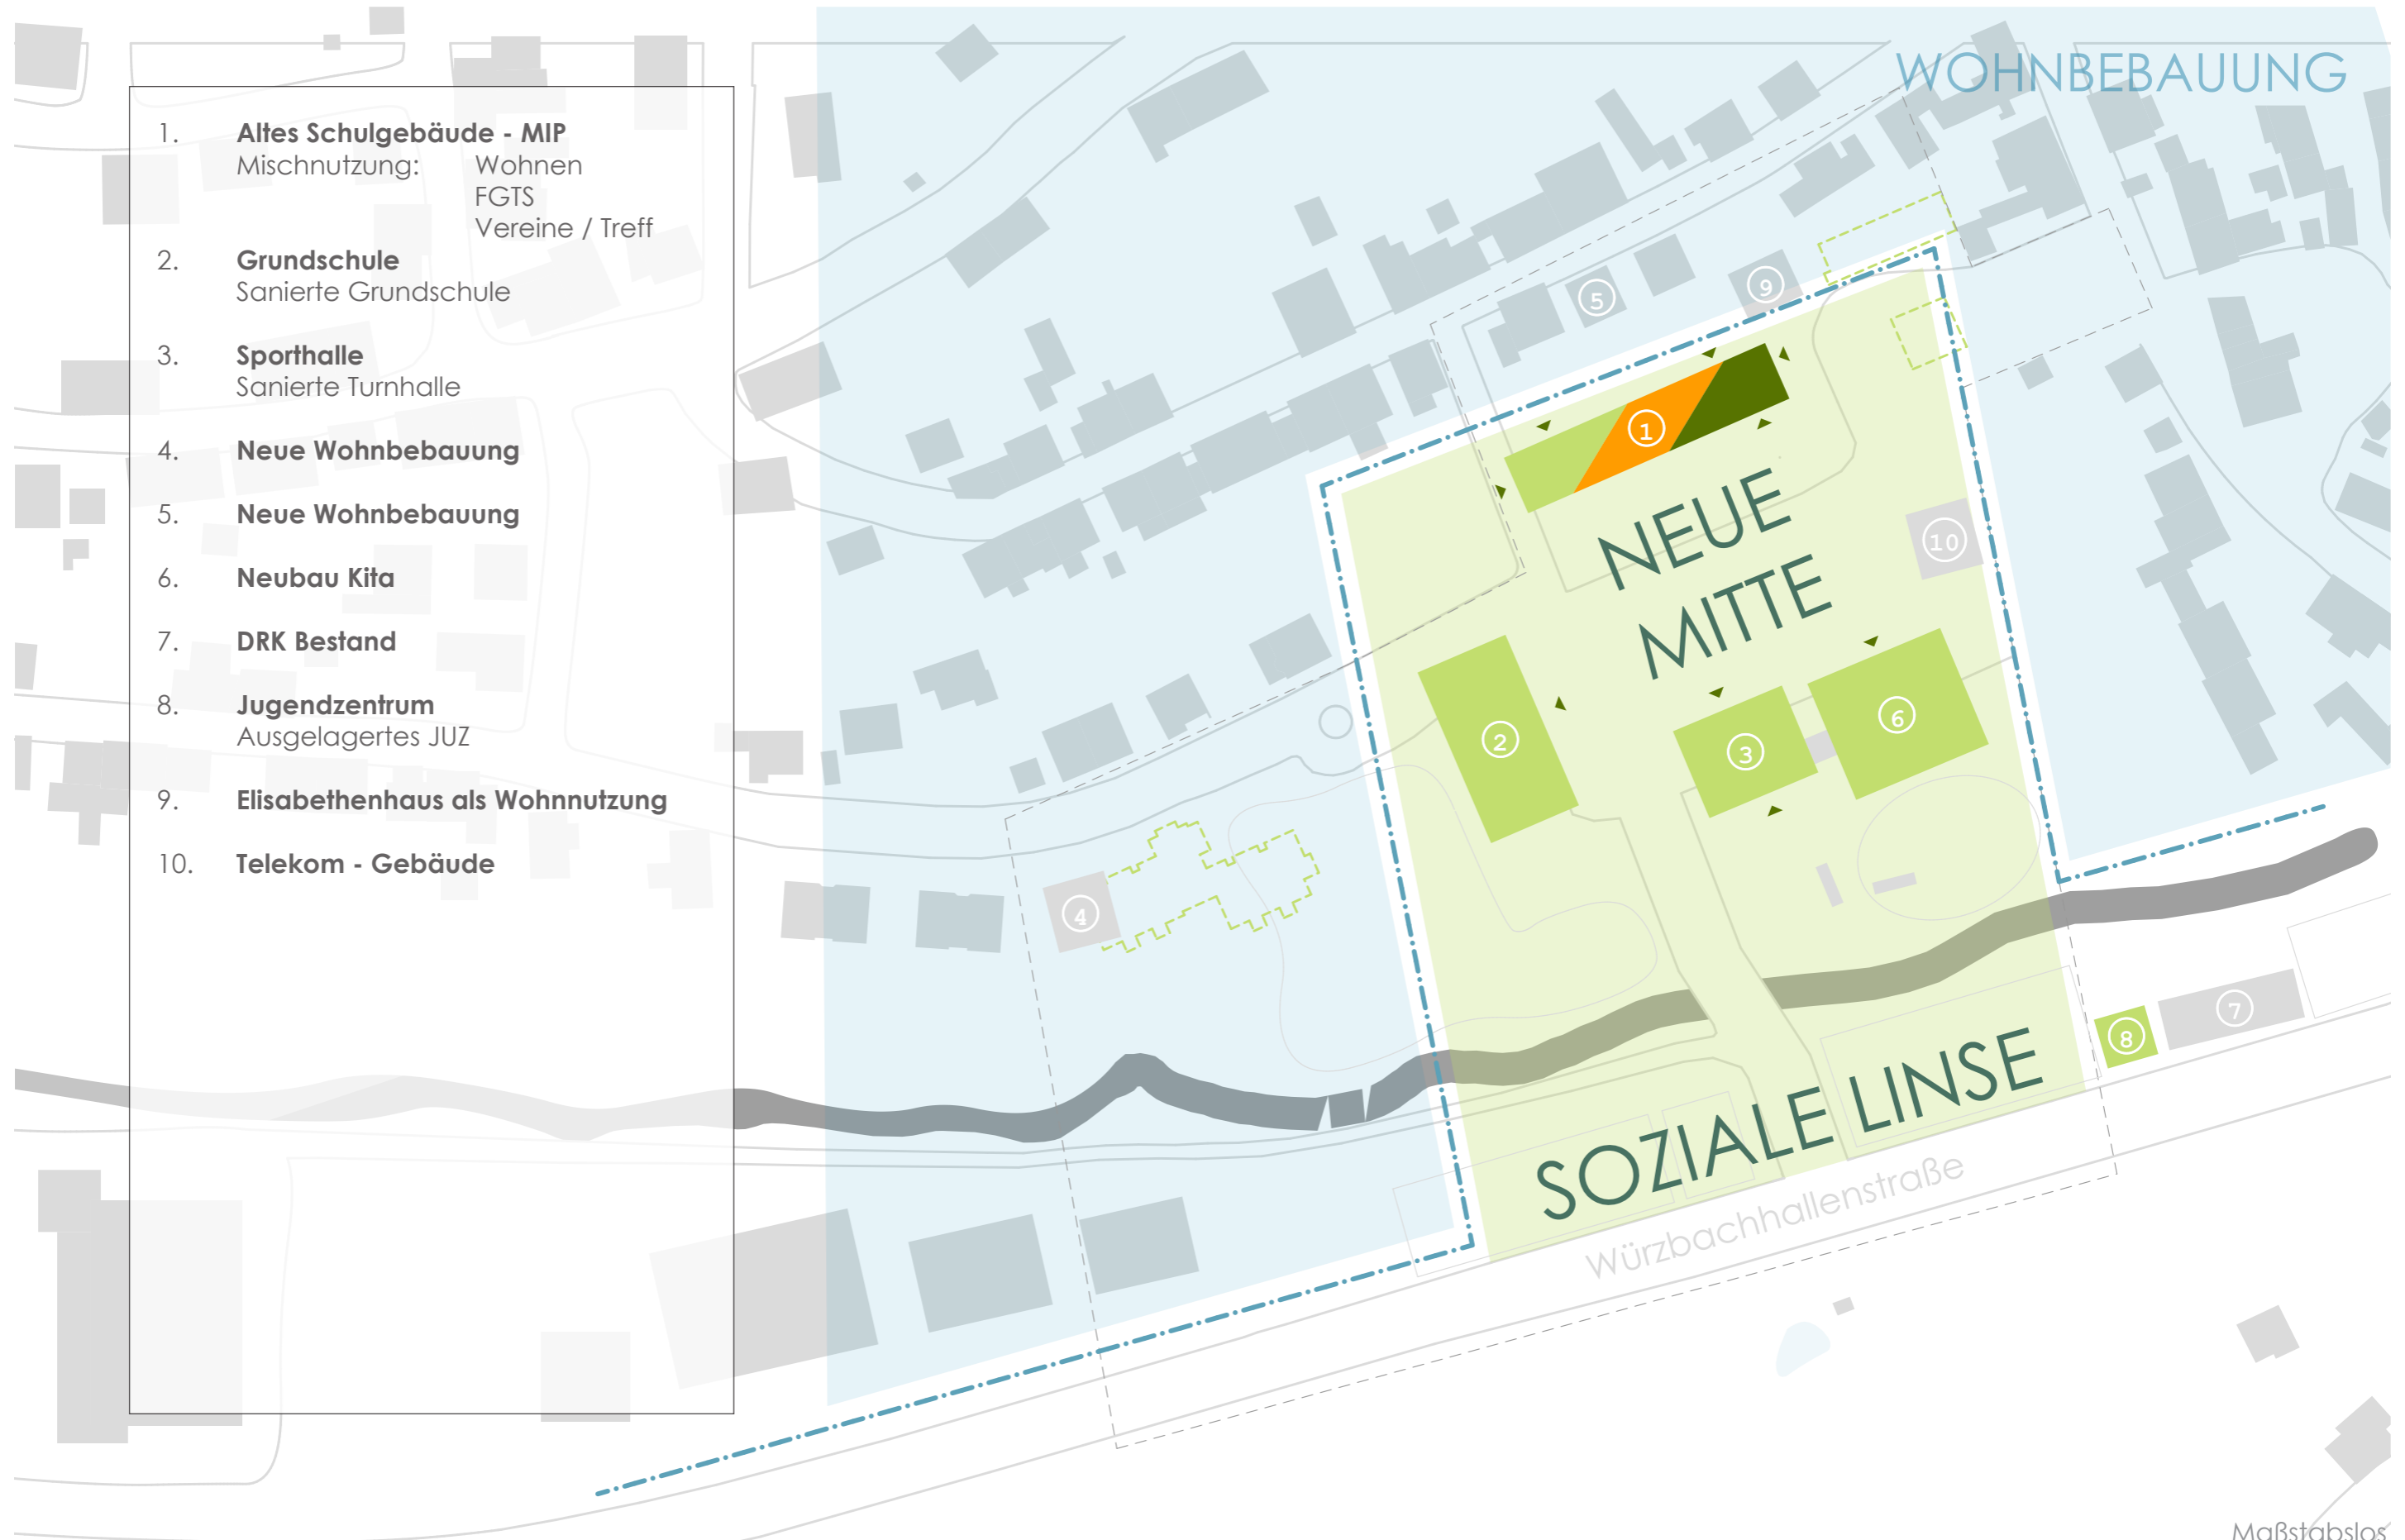 WOHNBEBAUUNG
1. Altes Schulgebäude - MIP
Mischnutzung: Wohnen
FGTS
Vereine / Treff
2. Grundschule
Sanierte Grundschule
3. Sporthalle
Sanierte Turnhalle
4. Neue Wohnbebauung
5. Neue Wohnbebauung
6. Neubau Kita
7. DRK Bestand
8. Jugendzentrum
Ausgelagertes JUZ
9. Elisabethenhaus als Wohnnutzung
10. Telekom - Gebäude
5
9
1
NEUE
MITTE
10
2
3
6
4
7
8
SOZIALE LINSE
Würzbachhallenstraße
Maßstabslos